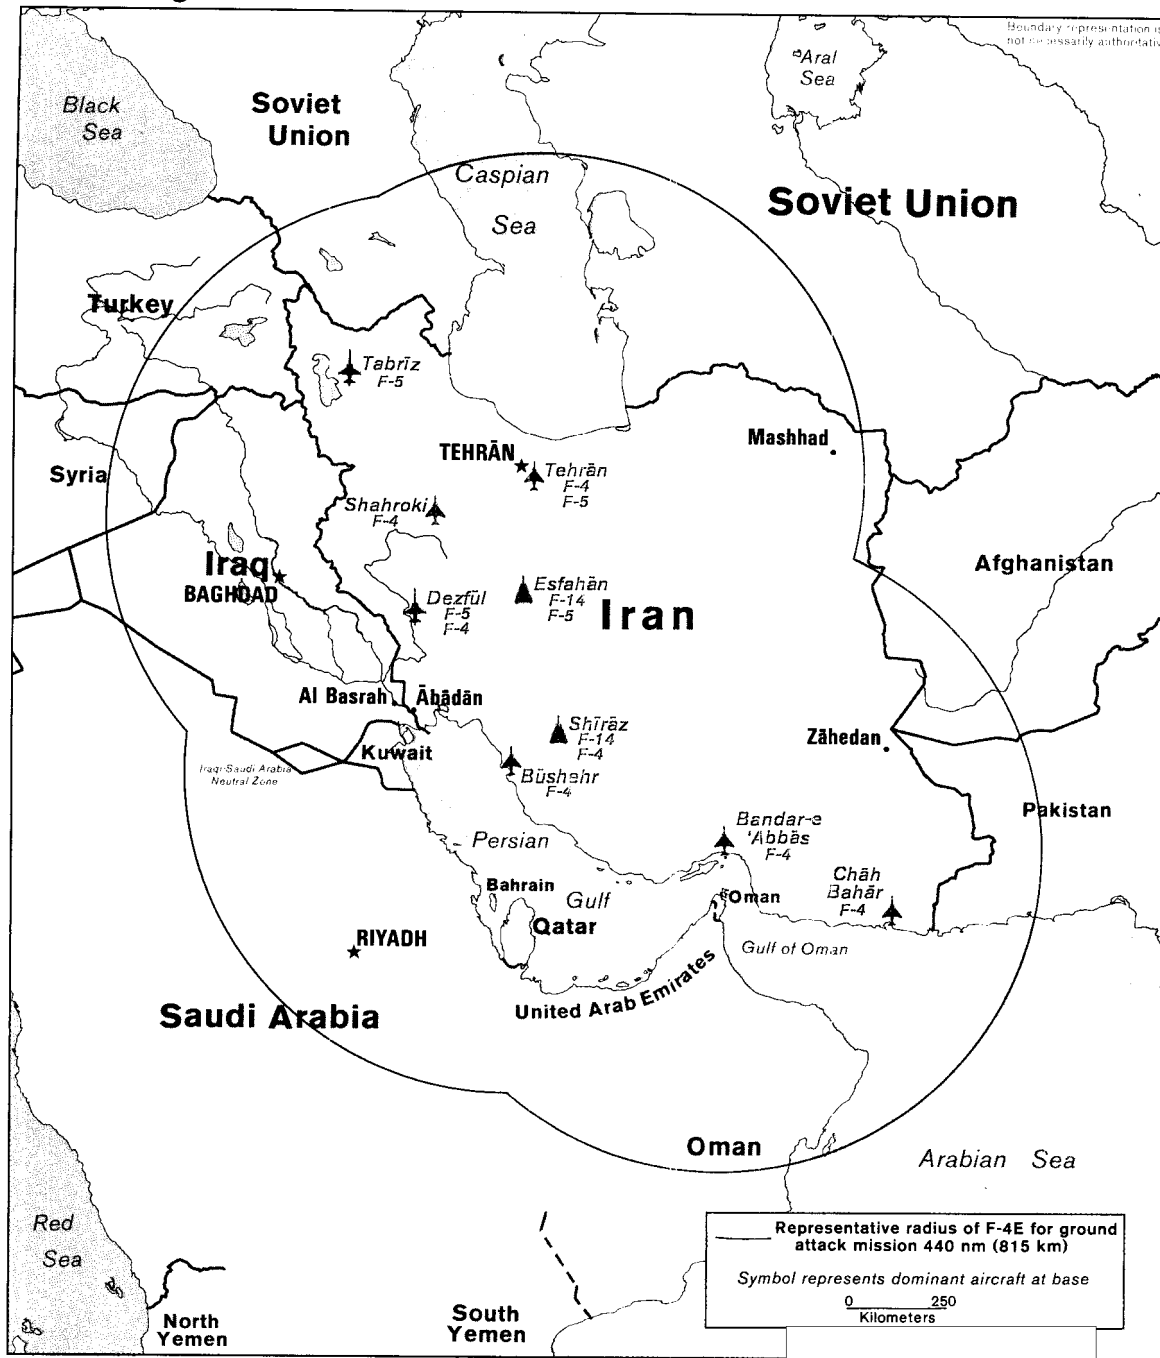 Boundary representation is
not necessarily authoritative
Aral
Sea
Black
Sea
Soviet
Union
Caspian
Sea
Soviet Union
Turkey
Tabrīz
F-5
Mashhad
TEHRĀN
Tehrān
F-4
F-5
Syria
Shahroki
F-4
Iraq
BAGHDAD
Afghanistan
Esfahān
F-14
F-5
Dezfūl
F-5
F-4
Iran
Al Basrah
Ābādān
Shīrāz
F-14
F-4
Zāhedan
Kuwait
Iraqi-Saudi Arabia
Neutral Zone
Būshehr
F-4
Pakistan
Persian
Gulf
Bandar-e
'Abbās
F-4
Chāh
Bahār
F-4
Bahrain
Qatar
Oman
RIYADH
Gulf of Oman
United Arab Emirates
Saudi Arabia
Oman
Arabian Sea
Red
Sea
North
Yemen
South
Yemen
Representative radius of F-4E for ground
attack mission 440 nm (815 km)
Symbol represents dominant aircraft at base
0 250
Kilometers